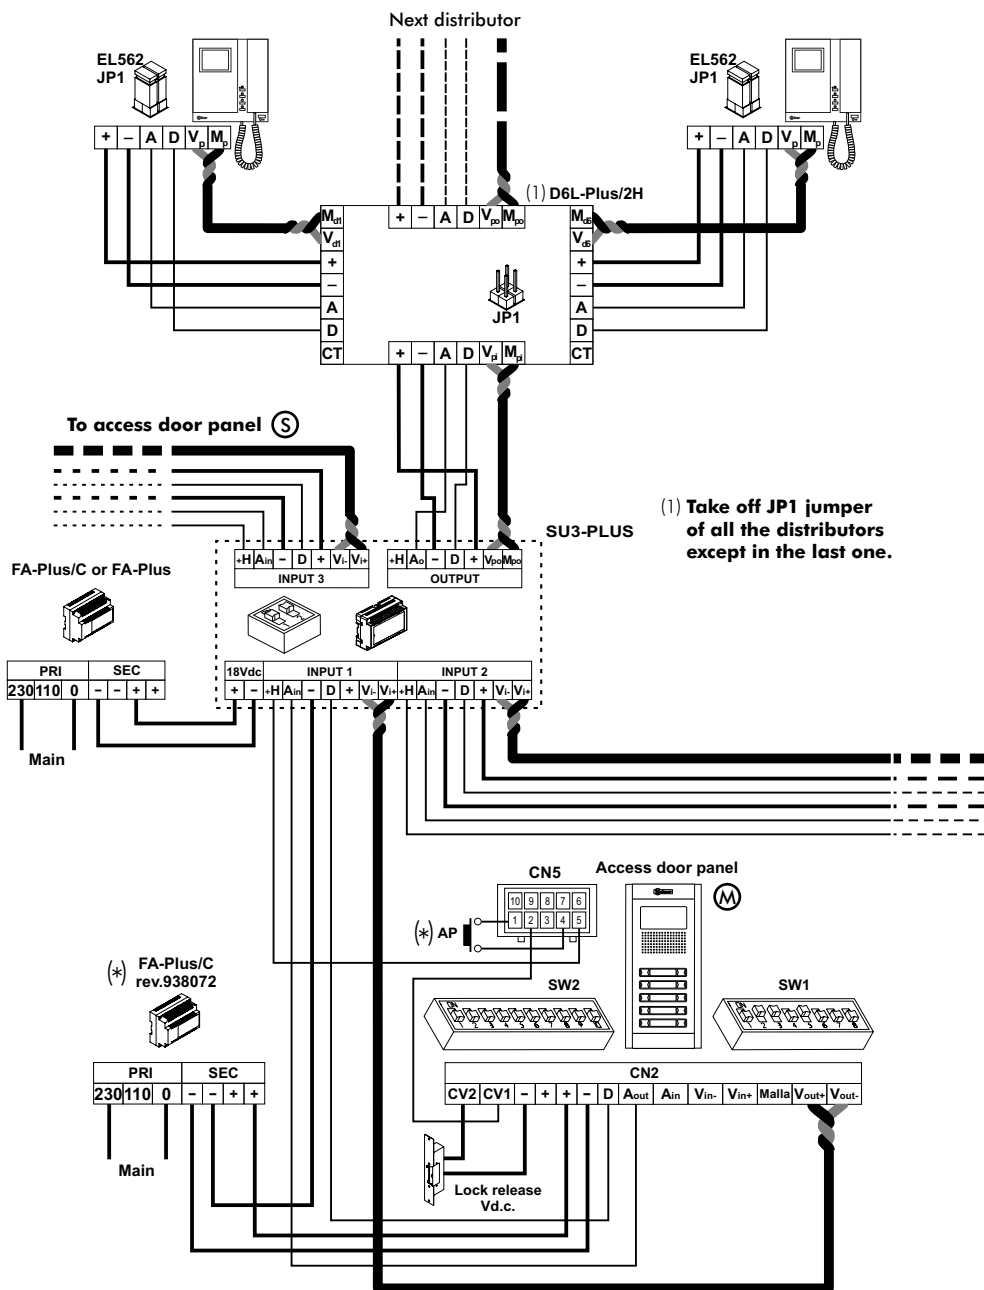 Next distributor
EL562
JP1
EL562
JP1
+ – A D Vp Mp
+ – A D Vp Mp
(1) D6L-Plus/2H
Md1 + – A D Vpo Mpo Md6
Vd1 Vd6
+ +
– –
JP1
A A
D D
CT + – A D Vpi Mpi CT
To access door panel S
(1) Take off JP1 jumper
of all the distributors
except in the last one.
SU3-PLUS
+H Ain – D + Vi- Vi+ +H Ao – D + Vpo Mpo
INPUT 3 OUTPUT
FA-Plus/C or FA-Plus
PRI SEC
230 110 0 – – + +
Main
18Vdc INPUT 1 INPUT 2
+ – +H Ain – D + Vi- Vi+ +H Ain – D + Vi- Vi+
Access door panel
M
CN5
10 9 8 7 6
1 2 3 4 5
(*) AP
(*) FA-Plus/C
rev.938072
SW2
SW1
PRI SEC
230 110 0 – – + +
Main
CN2
CV2 CV1 – + + – D Aout Ain Vin- Vin+ Malla Vout+ Vout-
Lock release
Vd.c.